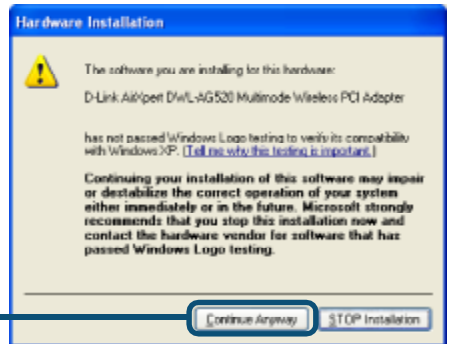 Hardware Installation
The software you are installing for this hardware:
D-Link AirXpert DWL-AG520 Multimode Wireless PCI Adapter
has not passed Windows Logo testing to verify its compatibility
with Windows XP. (Tell me why this testing is important.)
Continuing your installation of this software may impair
or destabilize the correct operation of your system
either immediately or in the future. Microsoft strongly
recommends that you stop this installation now and
contact the hardware vendor for software that has
passed Windows Logo testing.
Continue Anyway
STOP Installation